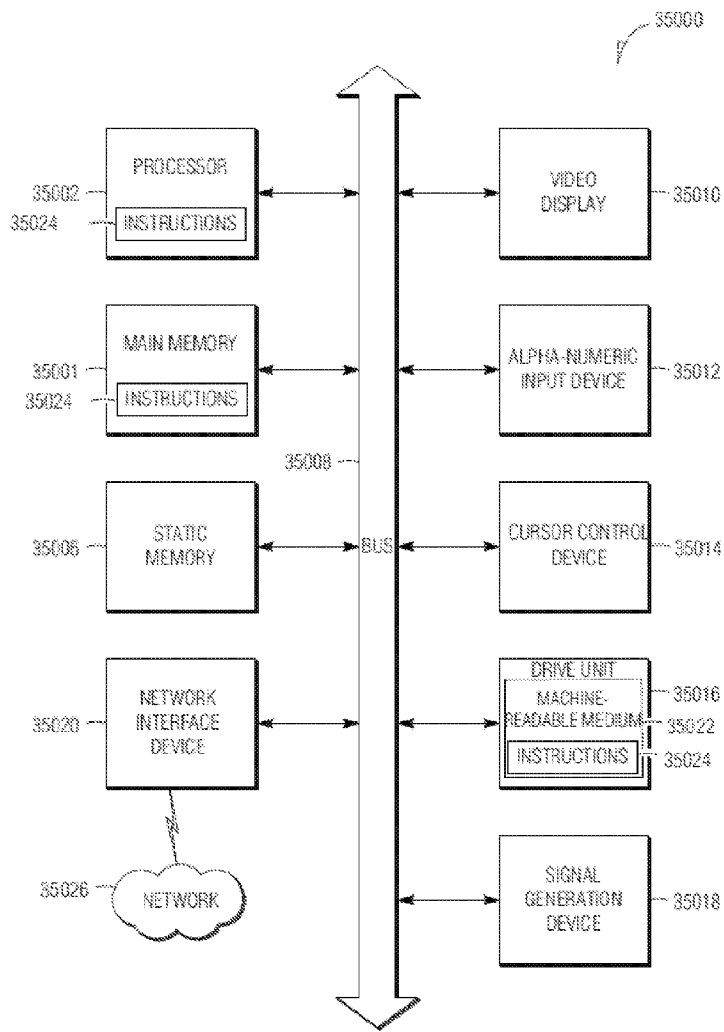 35000
PROCESSOR
35002
35024
INSTRUCTIONS
VIDEO
DISPLAY
35010
MAIN MEMORY
35001
35024
INSTRUCTIONS
ALPHA-NUMERIC
INPUT DEVICE
35012
35008
STATIC
MEMORY
35006
BUS
CURSOR CONTROL
DEVICE
35014
NETWORK
INTERFACE
DEVICE
35020
DRIVE UNIT
35016
MACHINE-
READABLE MEDIUM
35022
INSTRUCTIONS
35024
35026
NETWORK
SIGNAL
GENERATION
DEVICE
35018